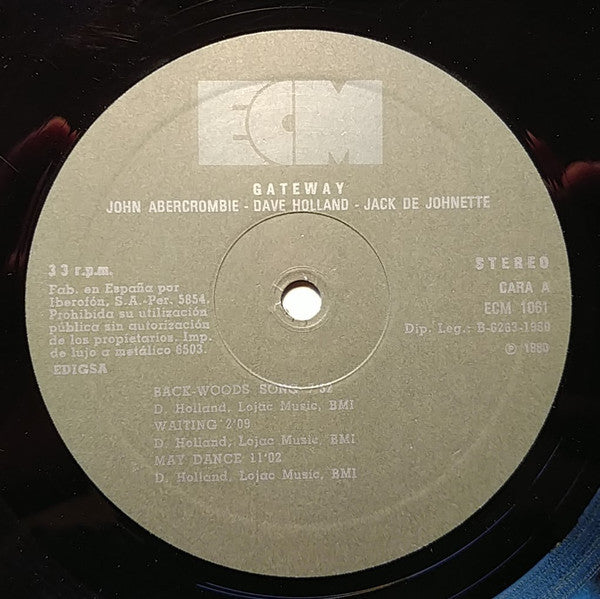 ECM
GATEWAY
JOHN ABERCROMBIE - DAVE HOLLAND - JACK DE JOHNETTE
33 r.p.m.
Fab. en España por
Iberofón, S.A.-Per. 5854.
Prohibida su utilización
pública sin autorización
de los propietarios. Imp.
de lujo a metálico 6503.
EDIGSA
STEREO
CARA A
ECM 1061
Dip. Leg.: B-6263-1980
℗ 1980
BACK-WOODS SONG
D. Holland, Lojac Music, BMI
WAITING 2'09
D. Holland, Lojac Music, BMI
MAY DANCE 11'02
D. Holland, Lojac Music, BMI